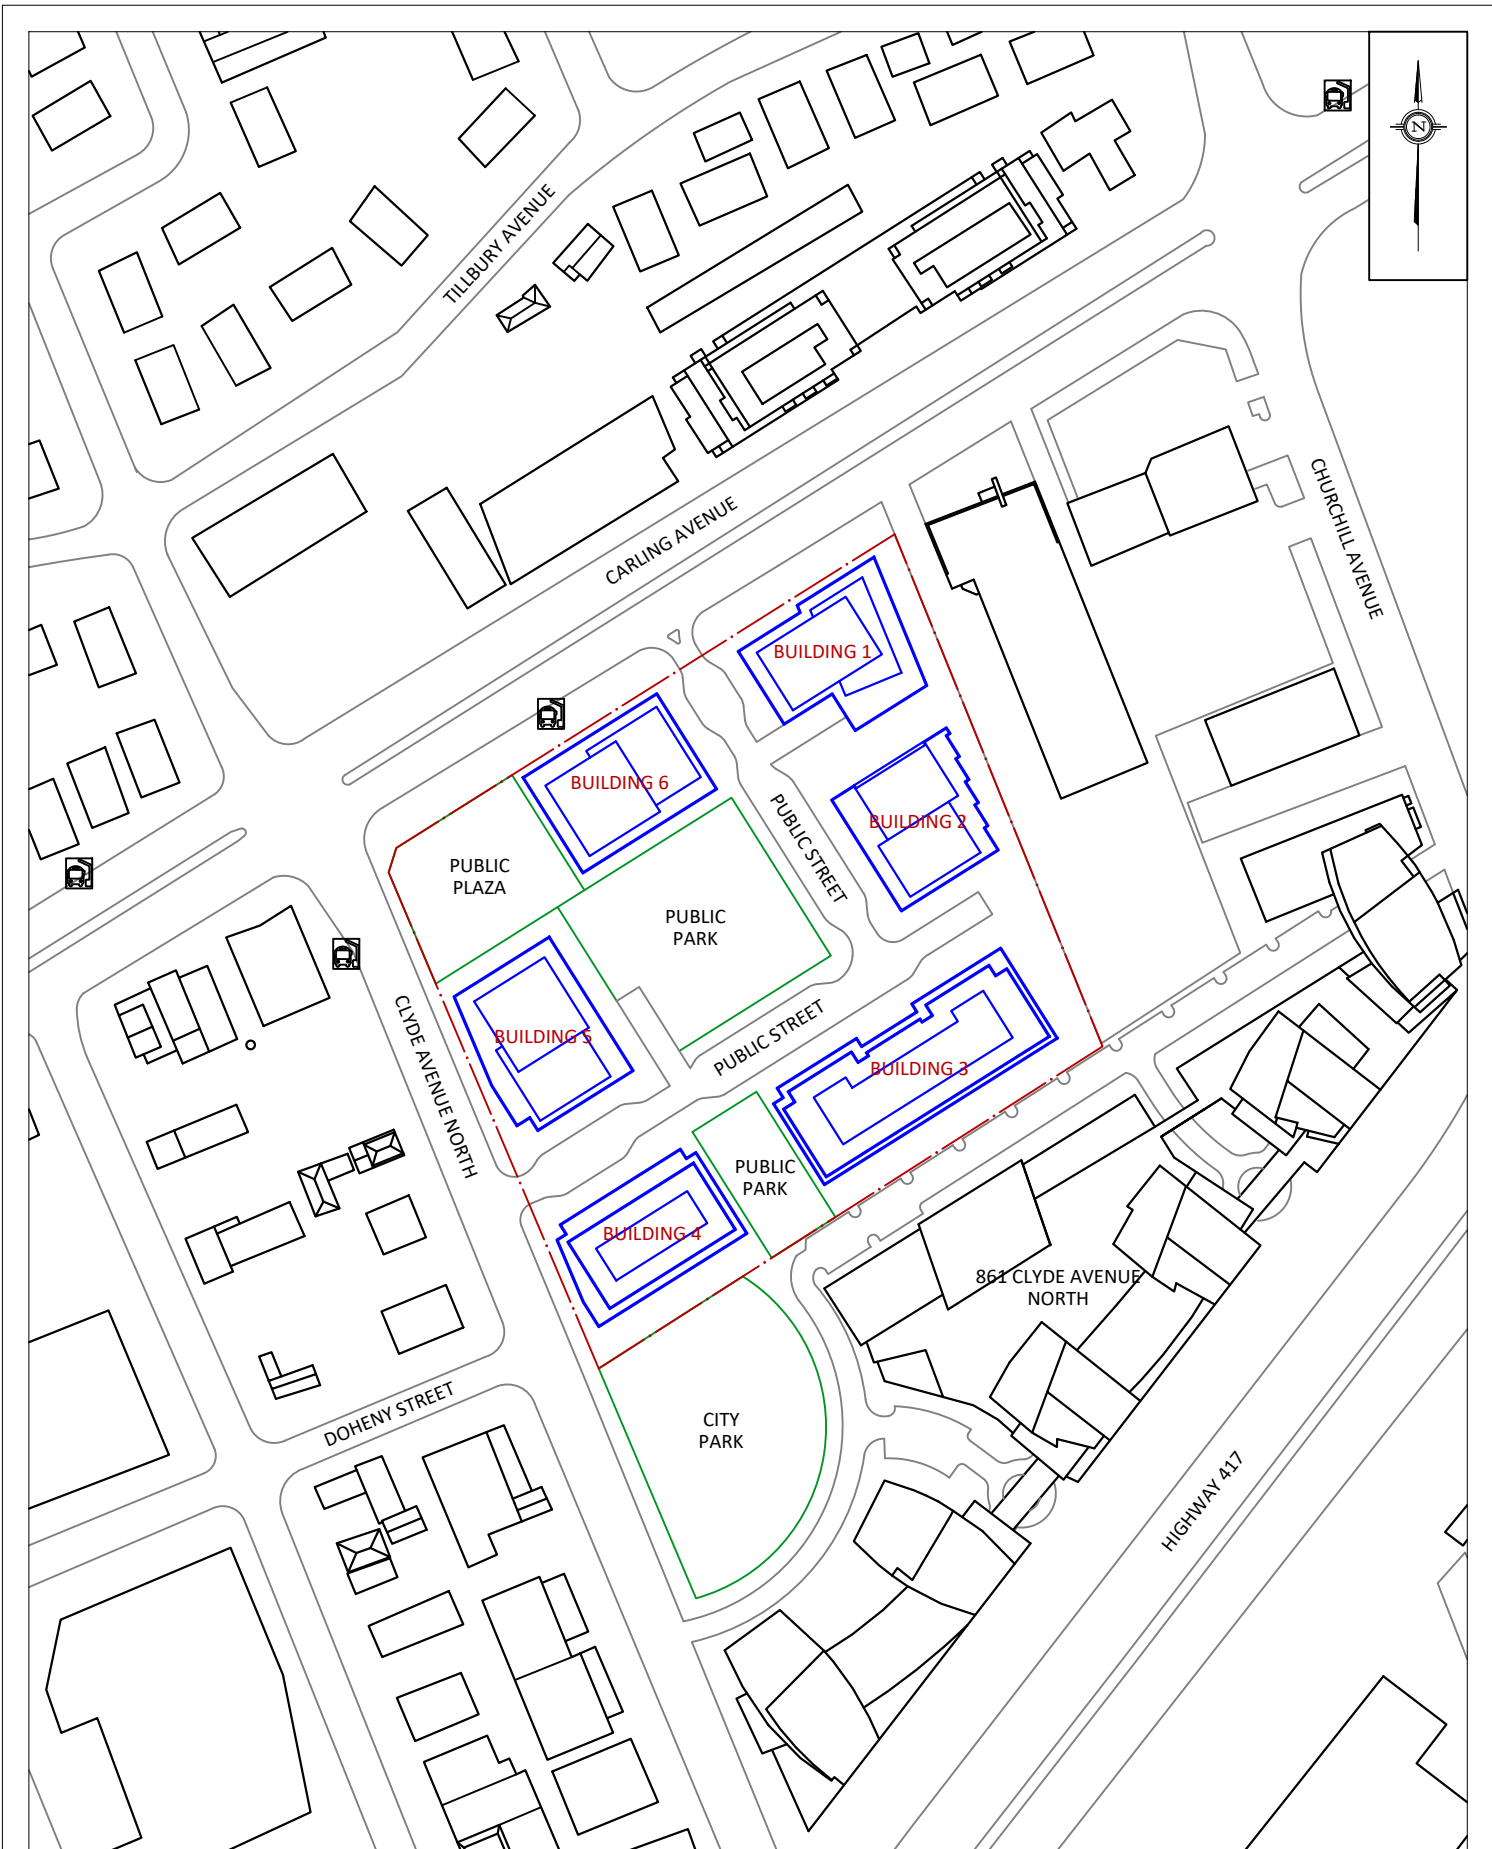 N
TILLBURY AVENUE
CARLING AVENUE
CHURCHILL AVENUE
BUILDING 1
BUILDING 6
BUILDING 2
PUBLIC STREET
PUBLIC
PLAZA
PUBLIC
PARK
CLYDE AVENUE NORTH
BUILDING 5
PUBLIC STREET
BUILDING 3
PUBLIC
PARK
BUILDING 4
861 CLYDE AVENUE
NORTH
DOHENY STREET
CITY
PARK
HIGHWAY 417